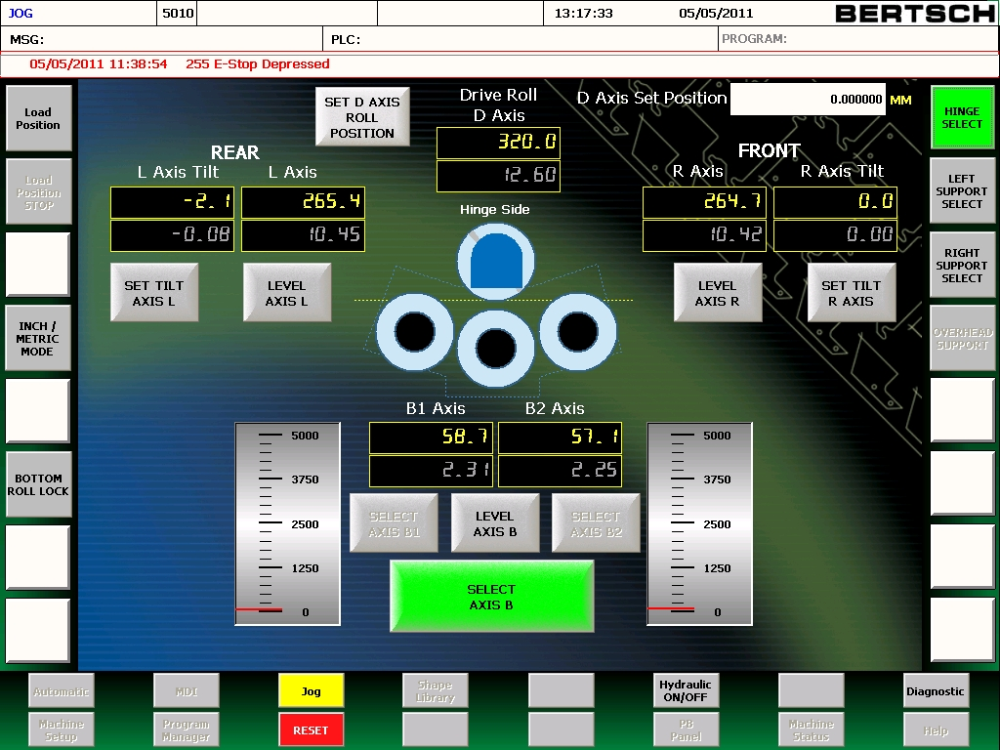 JOG
5010
13:17:33
05/05/2011
BERTSCH
MSG:
PLC:
PROGRAM:
05/05/2011 11:38:54 255 E-Stop Depressed
Load
Position
SET D AXIS
ROLL
POSITION
Drive Roll
D Axis
320.0
12.60
D Axis Set Position
0.000000
MM
HINGE
SELECT
REAR
L Axis Tilt
L Axis
-2.1
265.4
-0.08
10.45
FRONT
R Axis
R Axis Tilt
264.7
0.0
10.42
0.00
Load
Position
STOP
LEFT
SUPPORT
SELECT
Hinge Side
SET TILT
AXIS L
LEVEL
AXIS L
LEVEL
AXIS R
SET TILT
R AXIS
RIGHT
SUPPORT
SELECT
INCH /
METRIC
MODE
OVERHEAD
SUPPORT
B1 Axis
B2 Axis
58.7
57.1
2.31
2.25
5000
3750
2500
1250
0
5000
3750
2500
1250
0
BOTTOM
ROLL LOCK
SELECT
AXIS B1
LEVEL
AXIS B
SELECT
AXIS B2
SELECT
AXIS B
Automatic
MDI
Jog
Shape
Library
Hydraulic
ON/OFF
Diagnostic
Machine
Setup
Program
Manager
RESET
PB
Panel
Machine
Status
Help